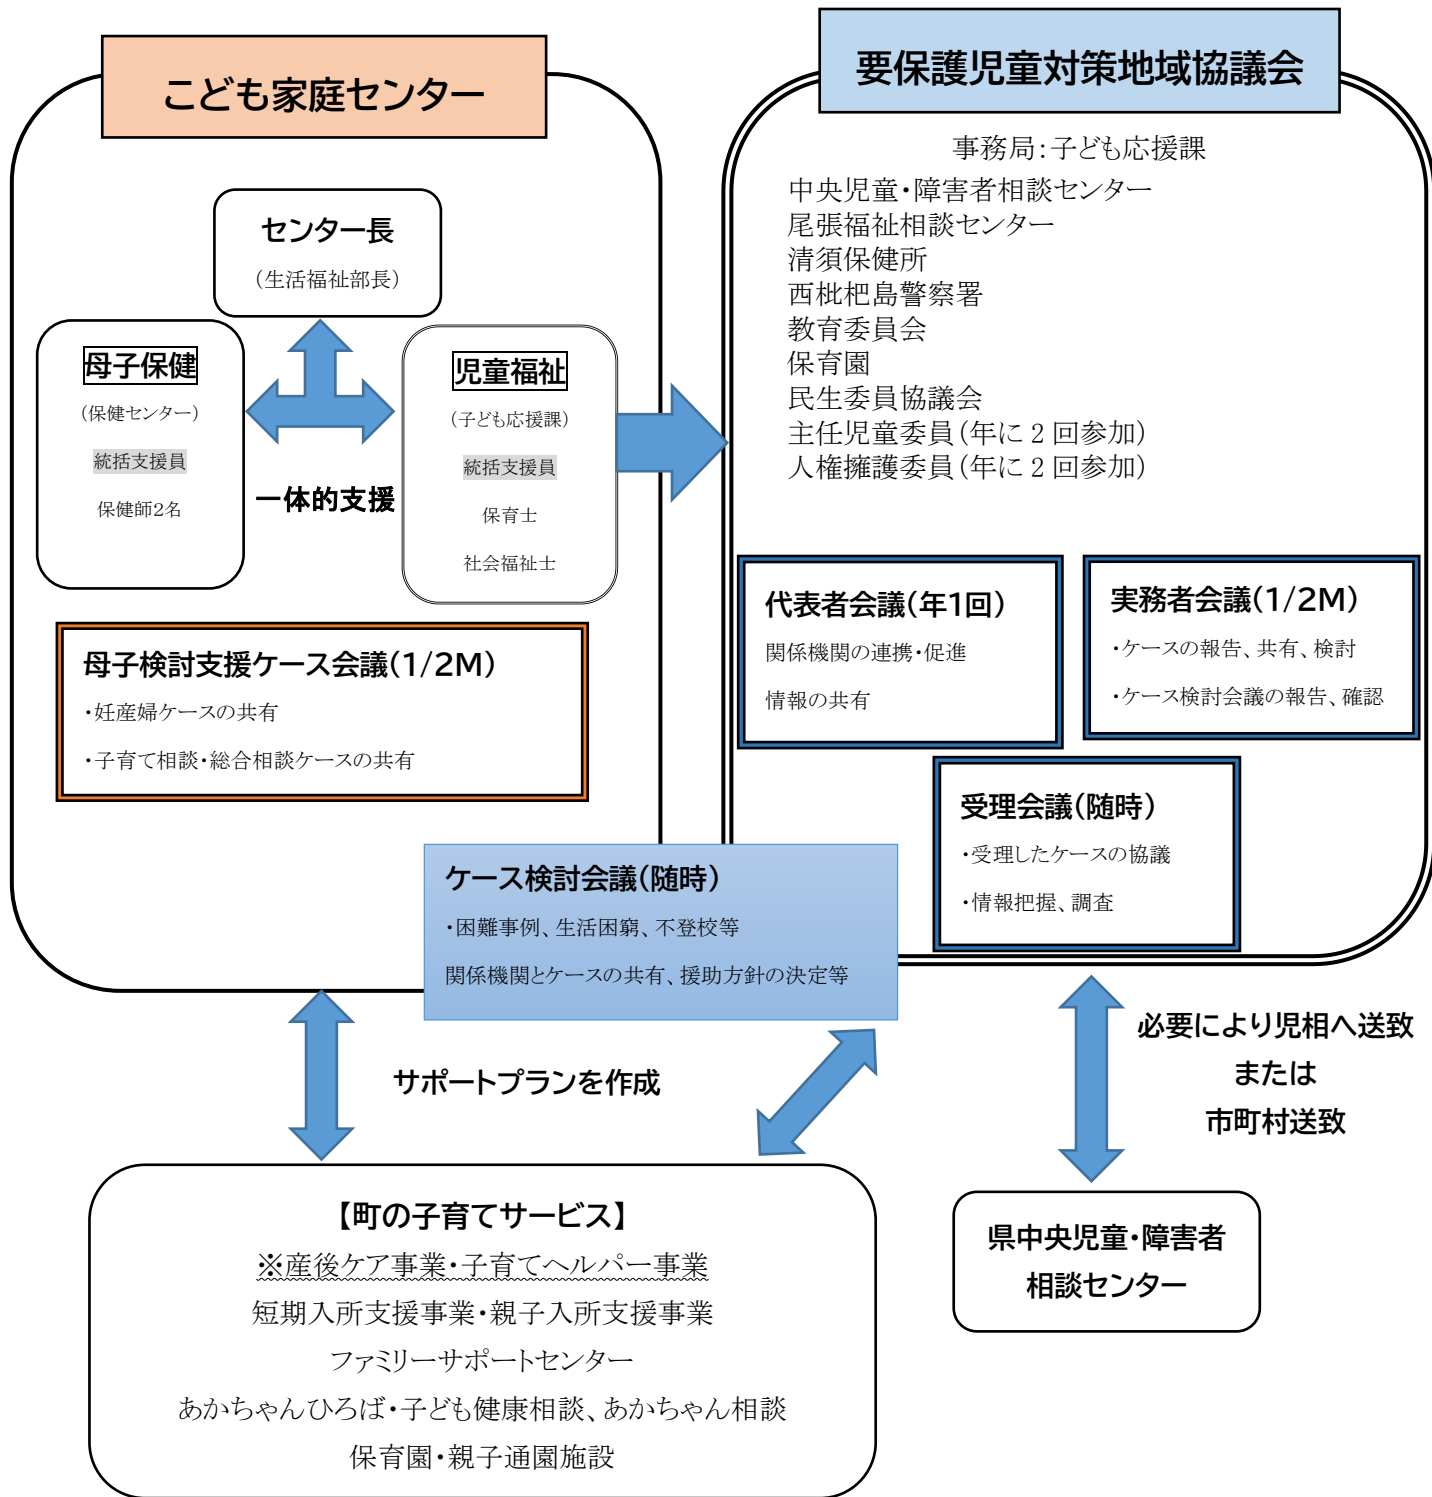 こども家庭センター
センター長
(生活福祉部長)
母子保健
(保健センター)
統括支援員
保健師2名
一体的支援
児童福祉
(子ども応援課)
統括支援員
保育士
社会福祉士
母子検討支援ケース会議(1/2M)
・妊産婦ケースの共有
・子育て相談・総合相談ケースの共有
要保護児童対策地域協議会
事務局:子ども応援課
中央児童・障害者相談センター
尾張福祉相談センター
清須保健所
西枇杷島警察署
教育委員会
保育園
民生委員協議会
主任児童委員(年に2回参加)
人権擁護委員(年に2回参加)
代表者会議(年1回)
関係機関の連携・促進
情報の共有
実務者会議(1/2M)
・ケースの報告、共有、検討
・ケース検討会議の報告、確認
受理会議(随時)
・受理したケースの協議
・情報把握、調査
ケース検討会議(随時)
・困難事例、生活困窮、不登校等
関係機関とケースの共有、援助方針の決定等
サポートプランを作成
必要により児相へ送致
または
市町村送致
【町の子育てサービス】
※産後ケア事業・子育てヘルパー事業
短期入所支援事業・親子入所支援事業
ファミリーサポートセンター
あかちゃんひろば・子ども健康相談、あかちゃん相談
保育園・親子通園施設
県中央児童・障害者
相談センター